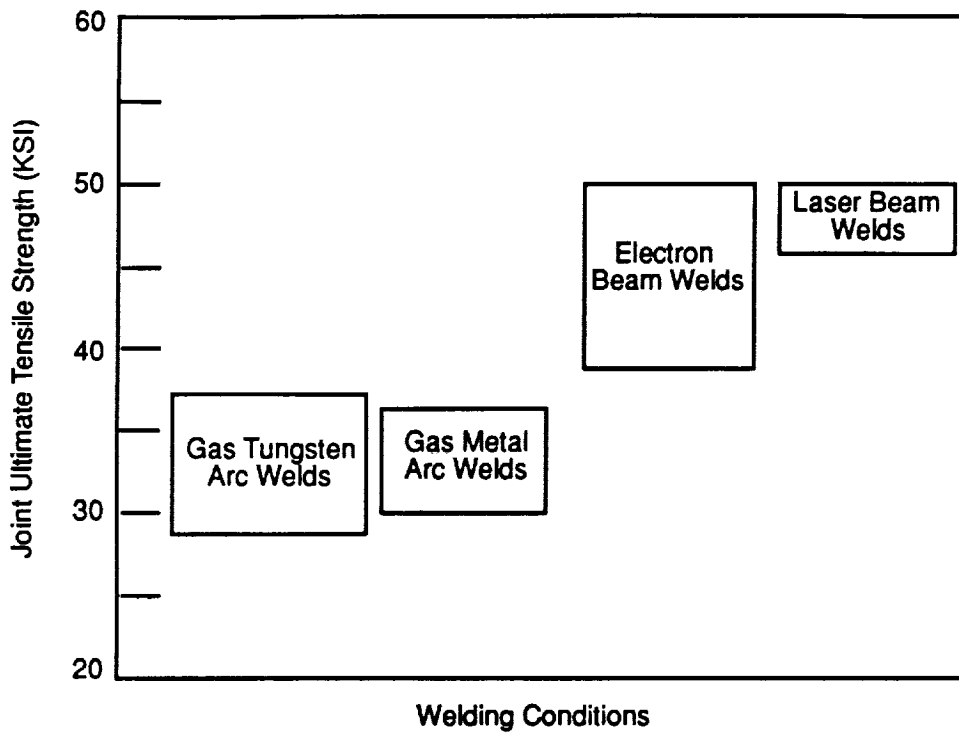 60
50
40
30
20
Joint Ultimate Tensile Strength (KSI)
Gas Tungsten
Arc Welds
Gas Metal
Arc Welds
Electron
Beam Welds
Laser Beam
Welds
Welding Conditions